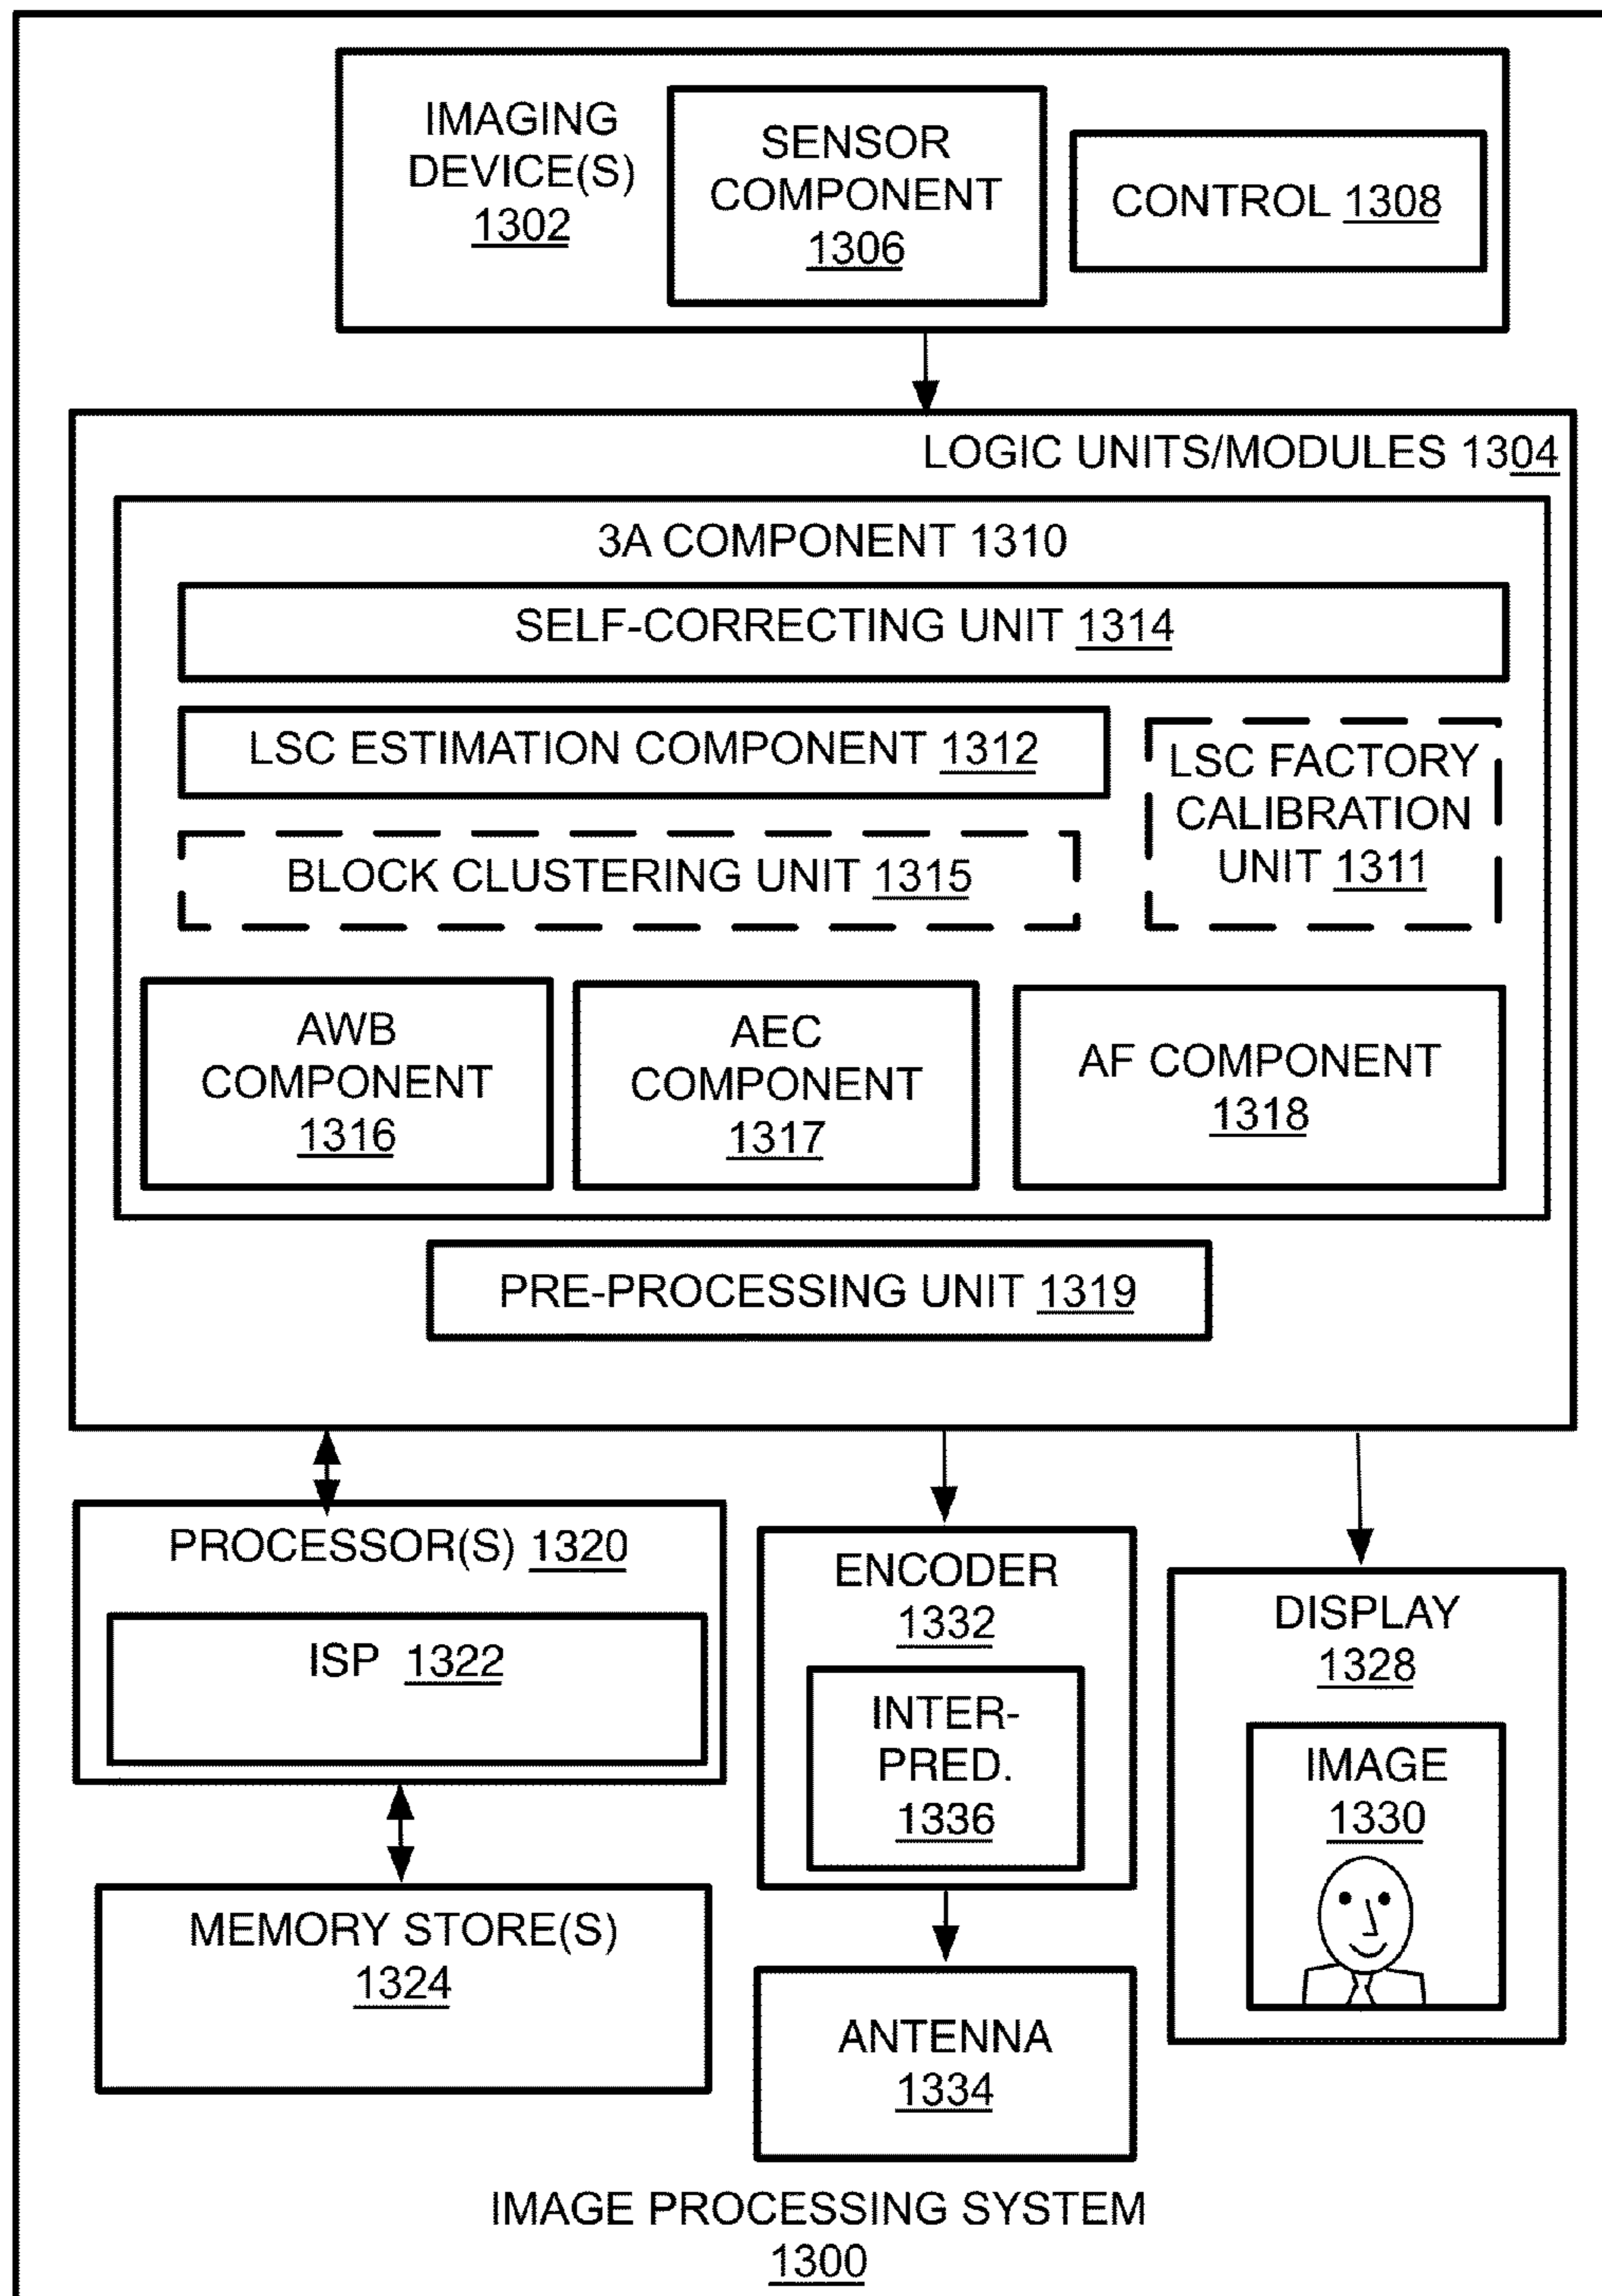 IMAGING
DEVICE(S)
1302
SENSOR
COMPONENT
1306
CONTROL 1308
LOGIC UNITS/MODULES 1304
3A COMPONENT 1310
SELF-CORRECTING UNIT 1314
LSC ESTIMATION COMPONENT 1312
LSC FACTORY
CALIBRATION
UNIT 1311
BLOCK CLUSTERING UNIT 1315
AWB
COMPONENT
1316
AEC
COMPONENT
1317
AF COMPONENT
1318
PRE-PROCESSING UNIT 1319
PROCESSOR(S) 1320
ISP 1322
MEMORY STORE(S)
1324
ENCODER
1332
INTER-
PRED.
1336
ANTENNA
1334
DISPLAY
1328
IMAGE
1330
IMAGE PROCESSING SYSTEM
1300